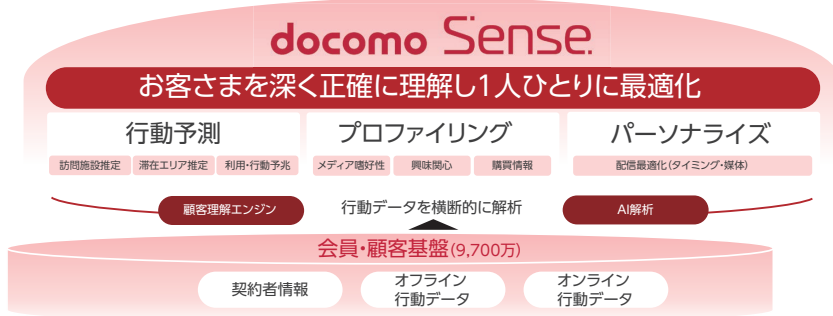 docomo Sense.
お客さまを深く正確に理解し1人ひとりに最適化
行動予測
プロファイリング
パーソナライズ
訪問施設推定
滞在エリア推定
利用・行動予兆
メディア嗜好性
興味関心
購買情報
配信最適化(タイミング・媒体)
顧客理解エンジン
行動データを横断的に解析
AI解析
会員・顧客基盤(9,700万)
契約者情報
オフライン
行動データ
オンライン
行動データ